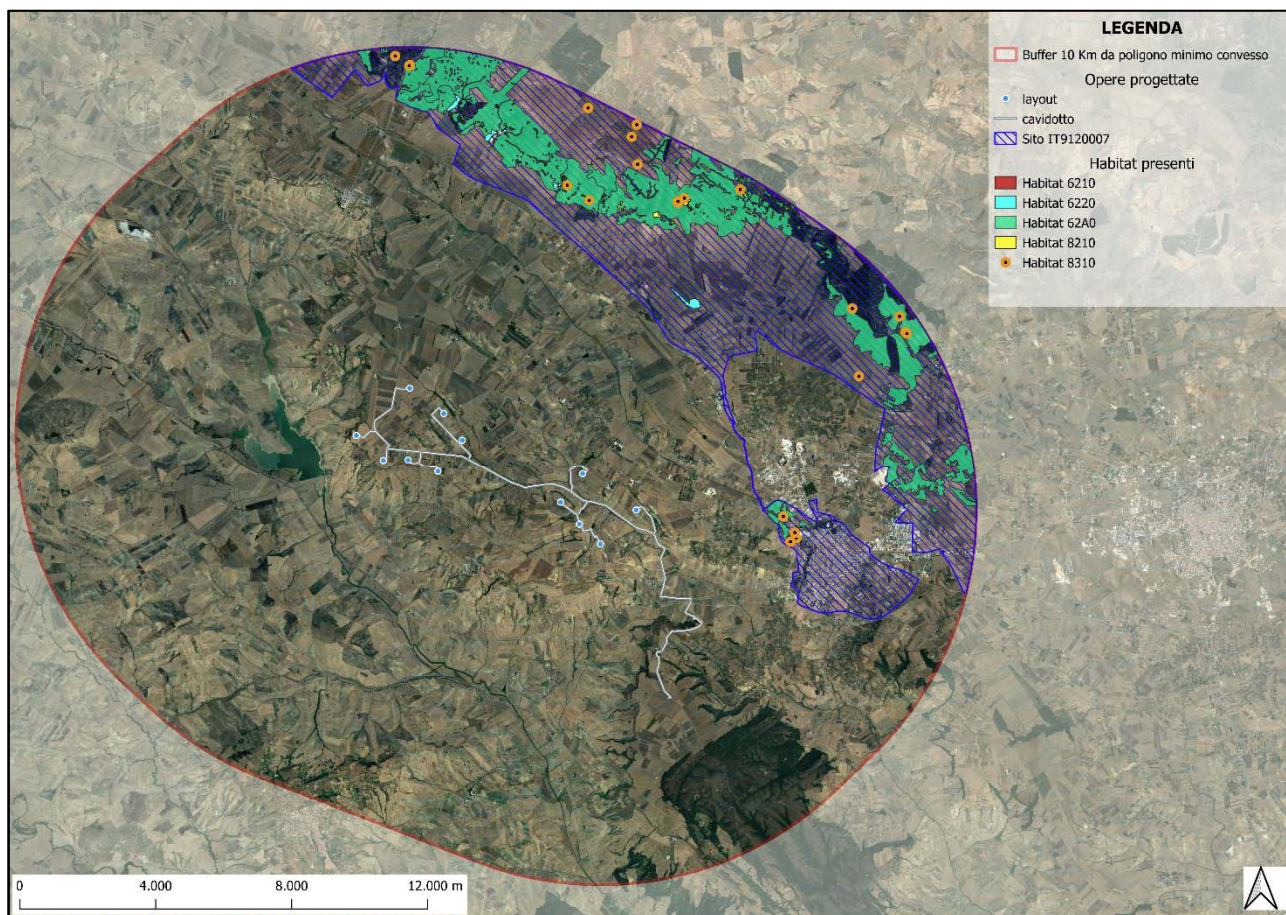 LEGENDA
Buffer 10 Km da poligono minimo convesso
Opere progettate
layout
cavidotto
Sito IT9120007
Habitat presenti
Habitat 6210
Habitat 6220
Habitat 62A0
Habitat 8210
Habitat 8310
0 4.000 8.000 12.000 m